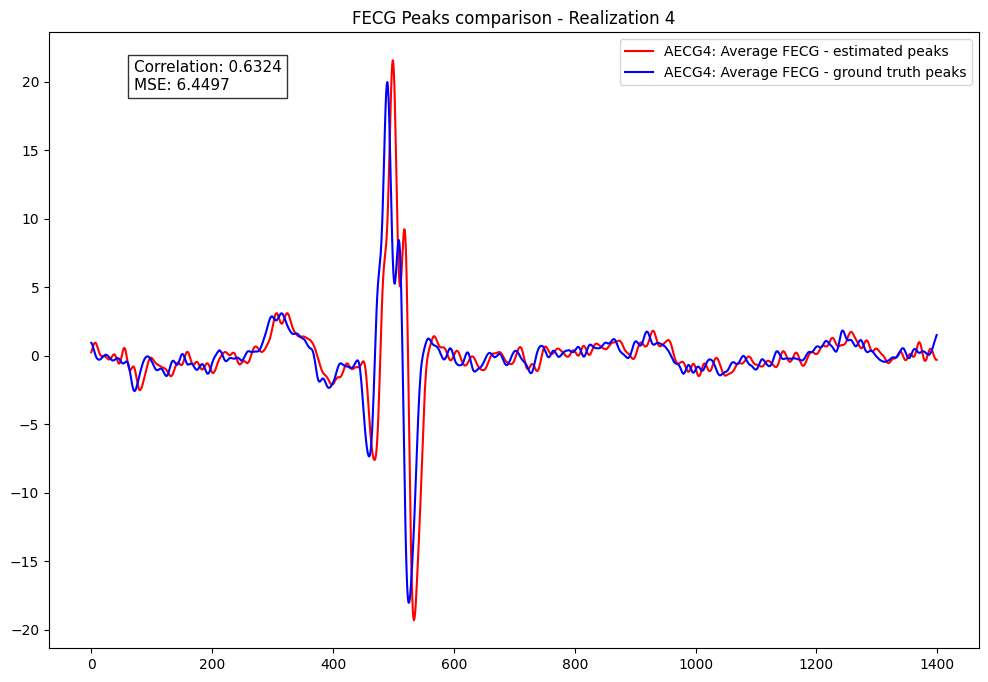 FECG Peaks comparison - Realization 4
Correlation: 0.6324
MSE: 6.4497
AECG4: Average FECG - estimated peaks
AECG4: Average FECG - ground truth peaks
20
15
10
5
0
−5
−10
−15
−20
0 200 400 600 800 1000 1200 1400